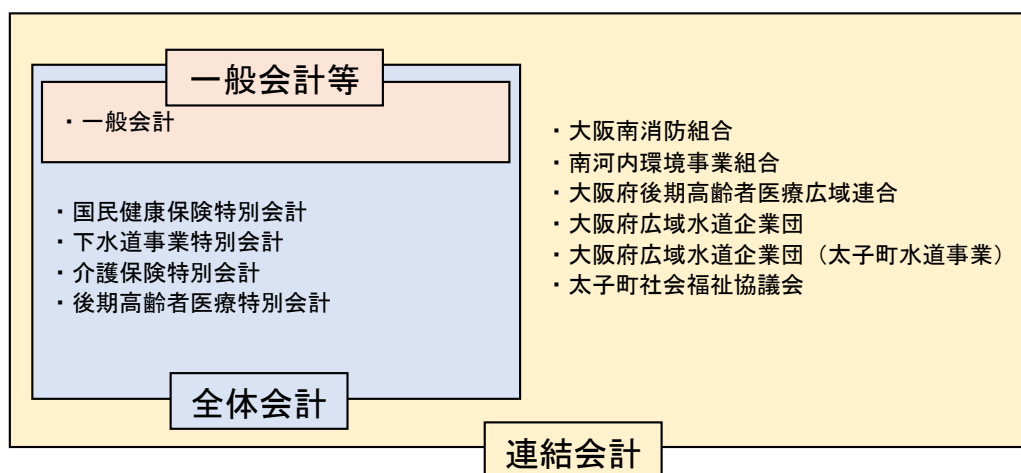 一般会計等
・一般会計
・国民健康保険特別会計
・下水道事業特別会計
・介護保険特別会計
・後期高齢者医療特別会計
全体会計
・大阪南消防組合
・南河内環境事業組合
・大阪府後期高齢者医療広域連合
・大阪府広域水道企業団
・大阪府広域水道企業団（太子町水道事業）
・太子町社会福祉協議会
連結会計